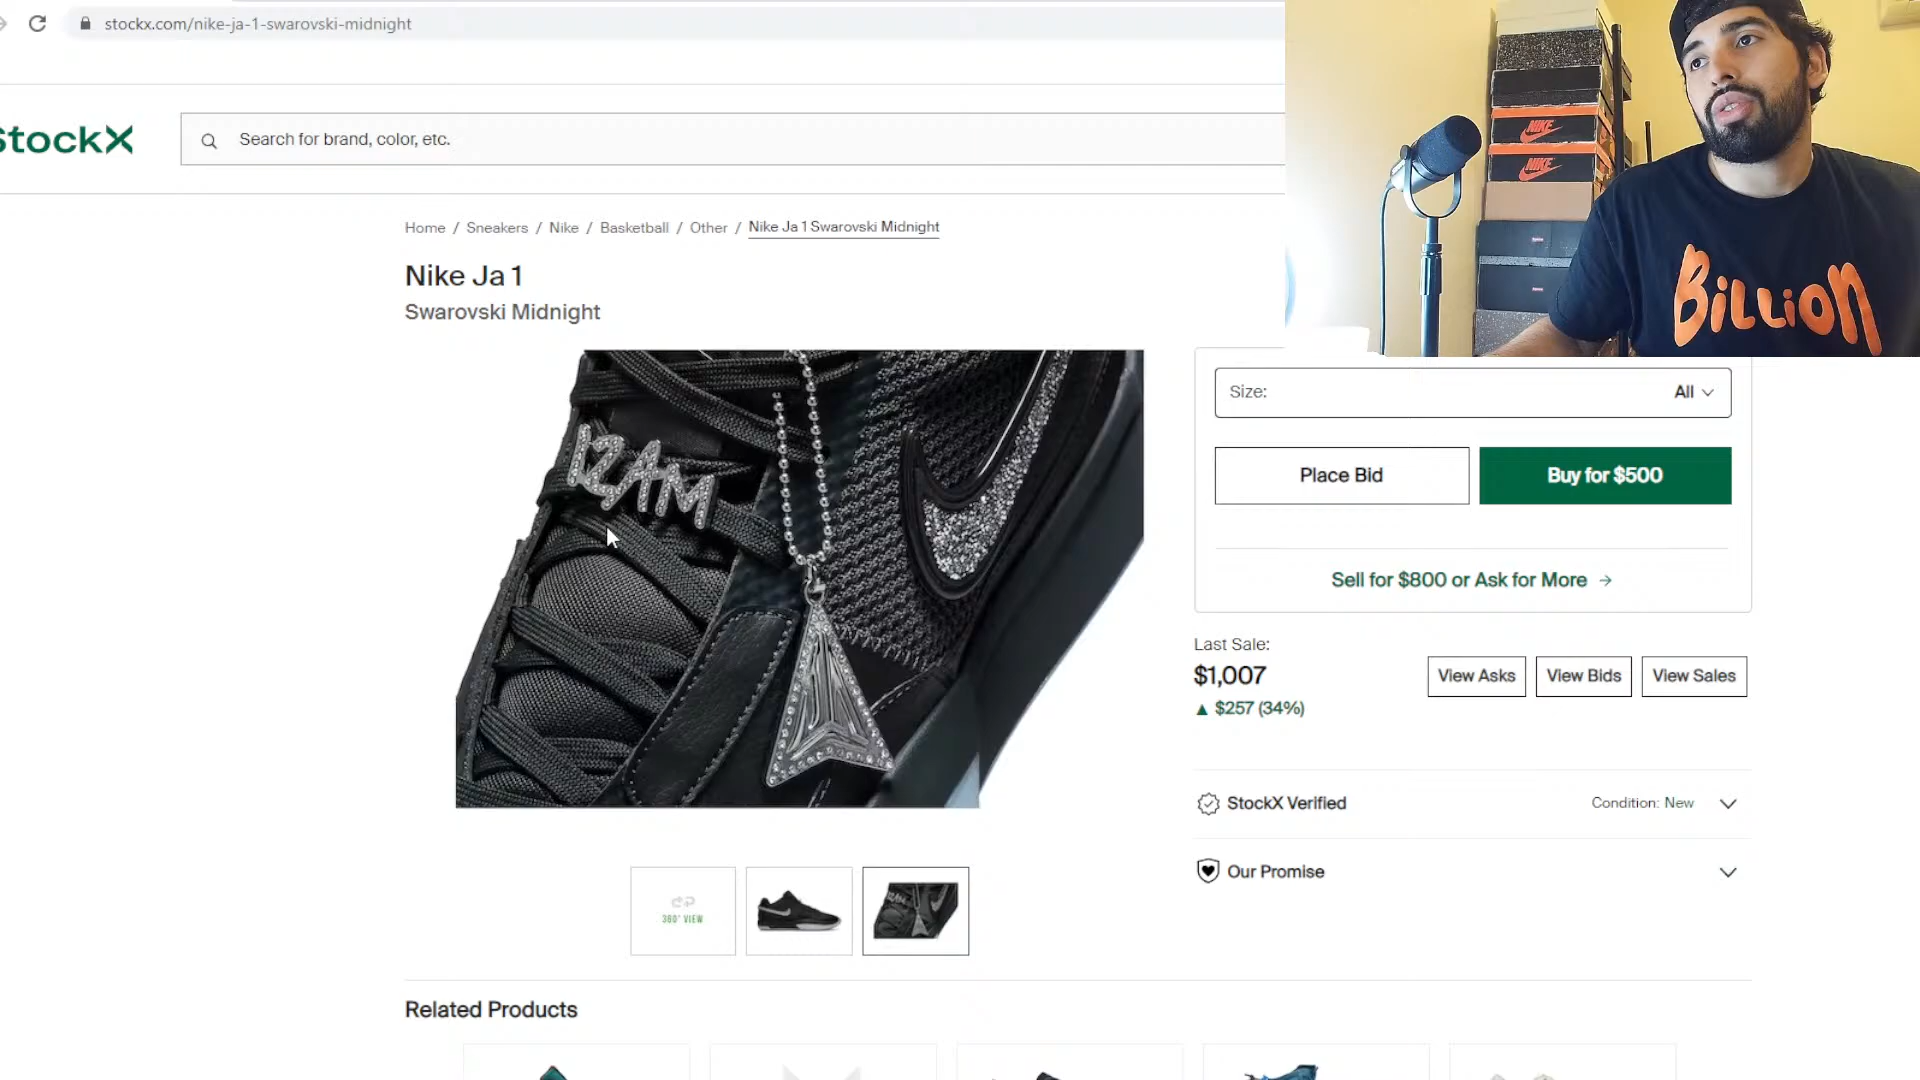 stockx.com/nike-ja-1-swarovski-midnight
StockX
Search for brand, color, etc.
NIKE
NIKE
BILLION
Home / Sneakers / Nike / Basketball / Other / Nike Ja 1 Swarovski Midnight
Nike Ja 1
Swarovski Midnight
12AM
Size:
All
Place Bid
Buy for $500
Sell for $800 or Ask for More
Last Sale:
$1,007
$257 (34%)
View Asks
View Bids
View Sales
StockX Verified
Condition: New
Our Promise
360° VIEW
Related Products